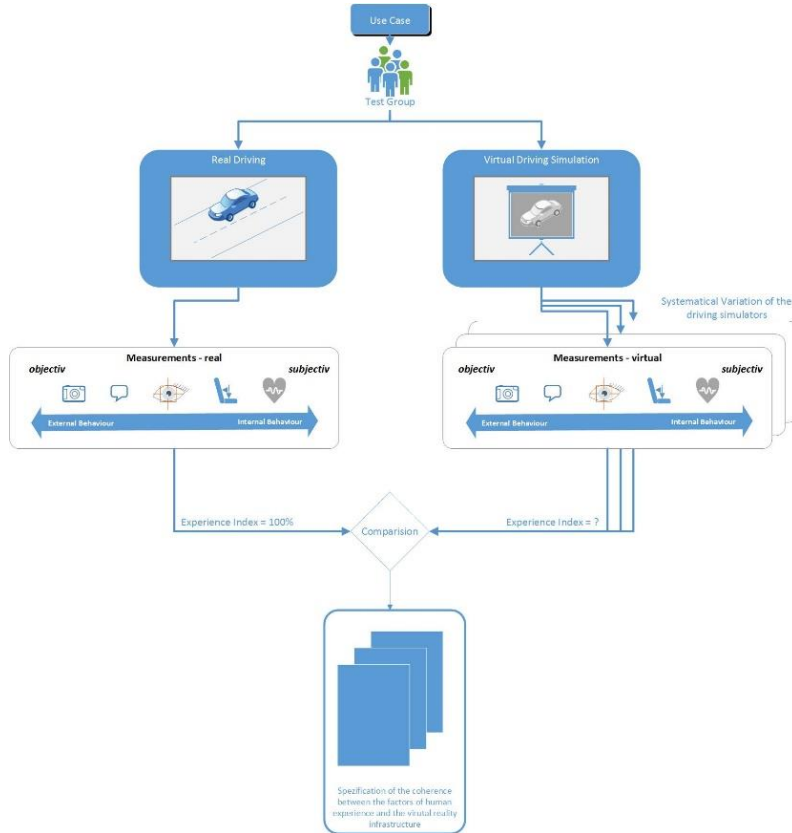 Use Case
Test Group
Real Driving
Virtual Driving Simulation
Systematical Variation of the
driving simulators
Measurements - real
objectiv
subjectiv
External Behaviour
Internal Behaviour
Measurements - virtual
objectiv
subjectiv
External Behaviour
Internal Behaviour
Experience Index = 100%
Comparision
Experience Index = ?
Spezification of the coherence
between the factors of human
experience and the virutal reality
infrastructure